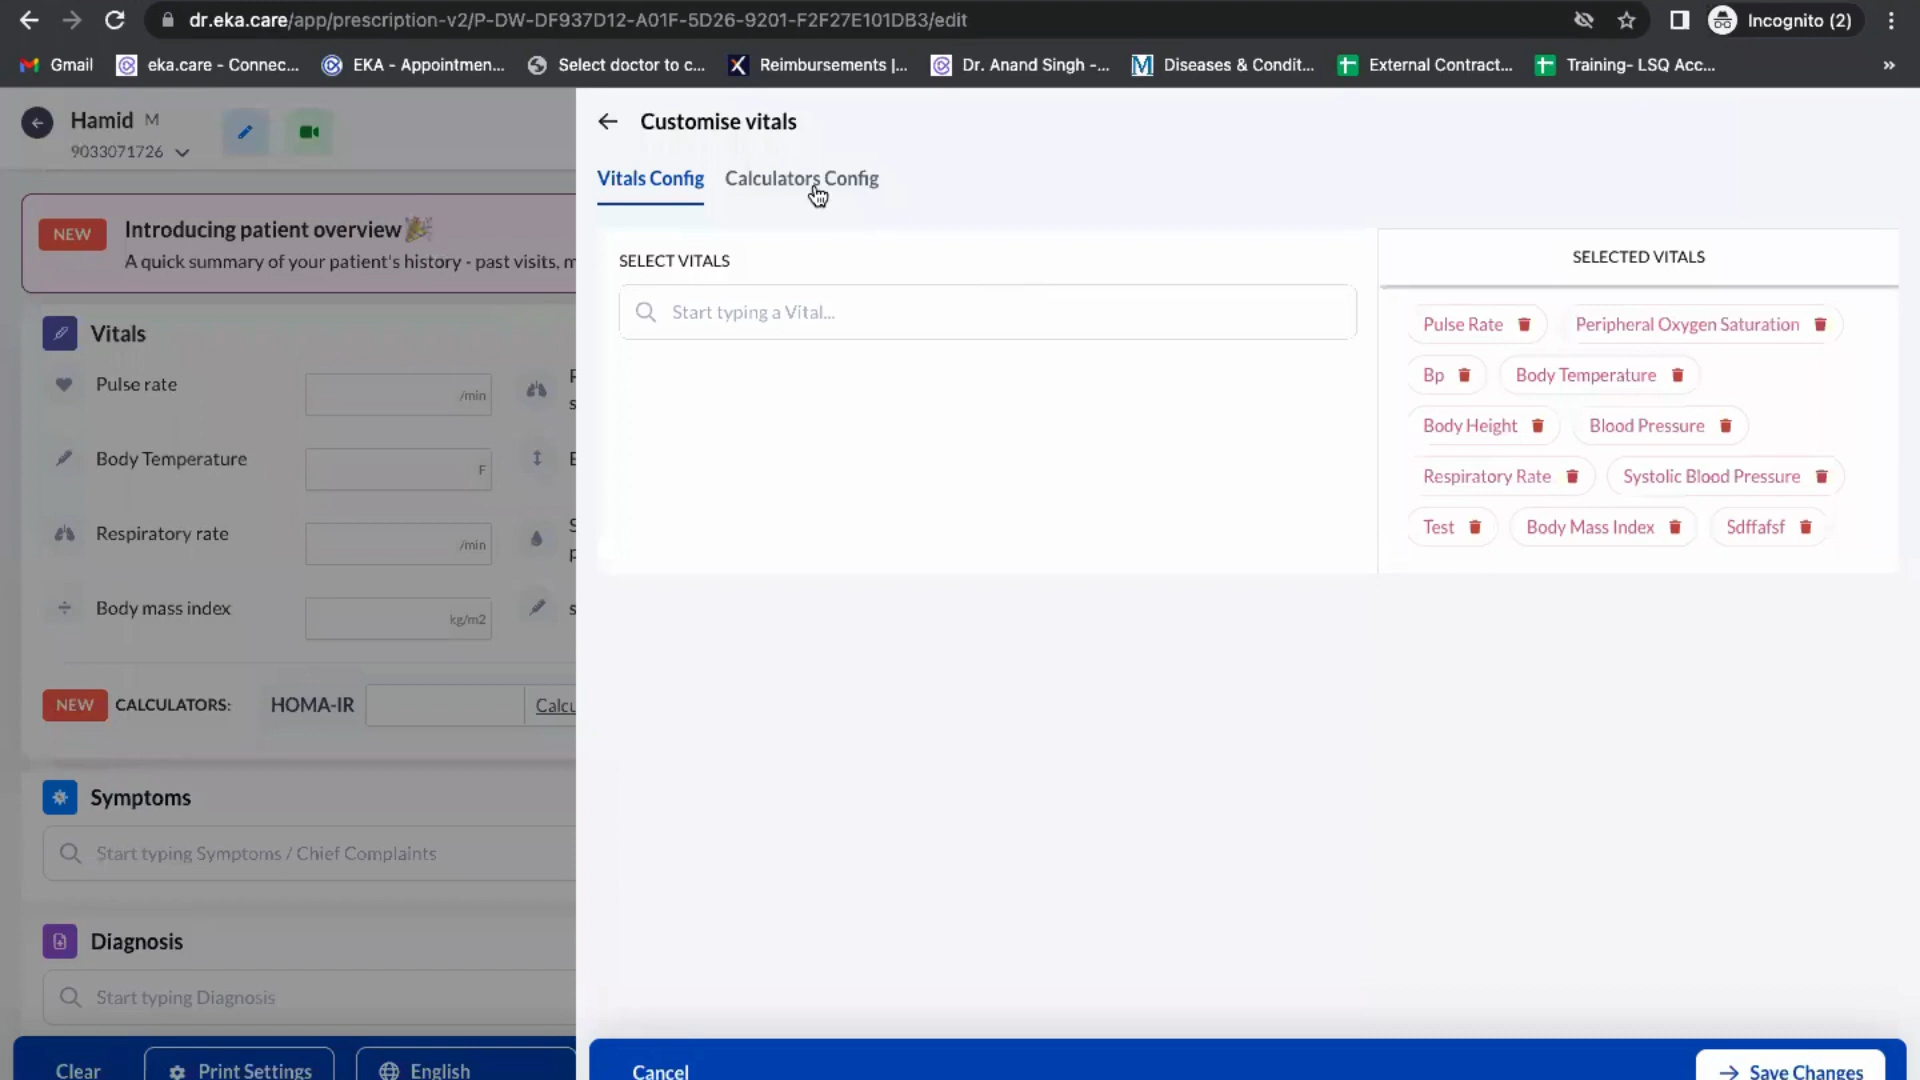 dr.eka.care/app/prescription-v2/P-DW-DF937D12-A01F-5D26-9201-F2F27E101DB3/edit
Incognito (2)
Gmail
eka.care - Connec...
EKA - Appointmen...
Select doctor to c...
Reimbursements |...
Dr. Anand Singh -...
Diseases & Condit...
External Contract...
Training- LSQ Acc...
»
Hamid M
9033071726
NEW
Introducing patient overview
A quick summary of your patient's history - past visits, m
Vitals
Pulse rate
/min
Body Temperature
F
Respiratory rate
/min
Body mass index
kg/m2
NEW
CALCULATORS:
HOMA-IR
Calcu
Symptoms
Start typing Symptoms / Chief Complaints
Diagnosis
Start typing Diagnosis
Clear
Print Settings
English
Customise vitals
Vitals Config
Calculators Config
SELECT VITALS
Start typing a Vital...
SELECTED VITALS
Pulse Rate
Peripheral Oxygen Saturation
Bp
Body Temperature
Body Height
Blood Pressure
Respiratory Rate
Systolic Blood Pressure
Test
Body Mass Index
Sdffafsf
Cancel
Save Changes